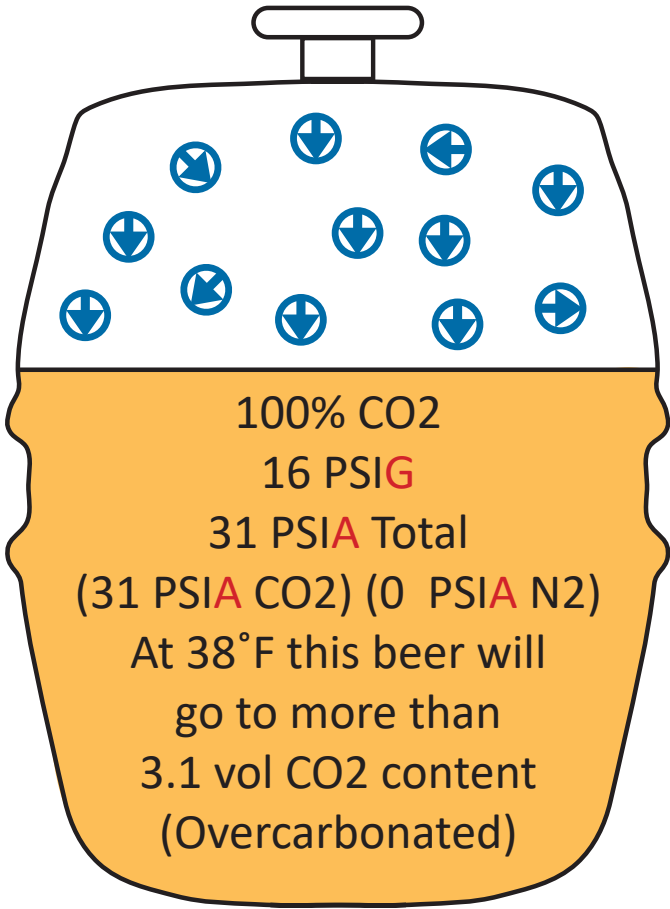 100% CO2
16 PSIG
31 PSIA Total
(31 PSIA CO2) (0 PSIA N2)
At 38˚F this beer will
go to more than
3.1 vol CO2 content
(Overcarbonated)